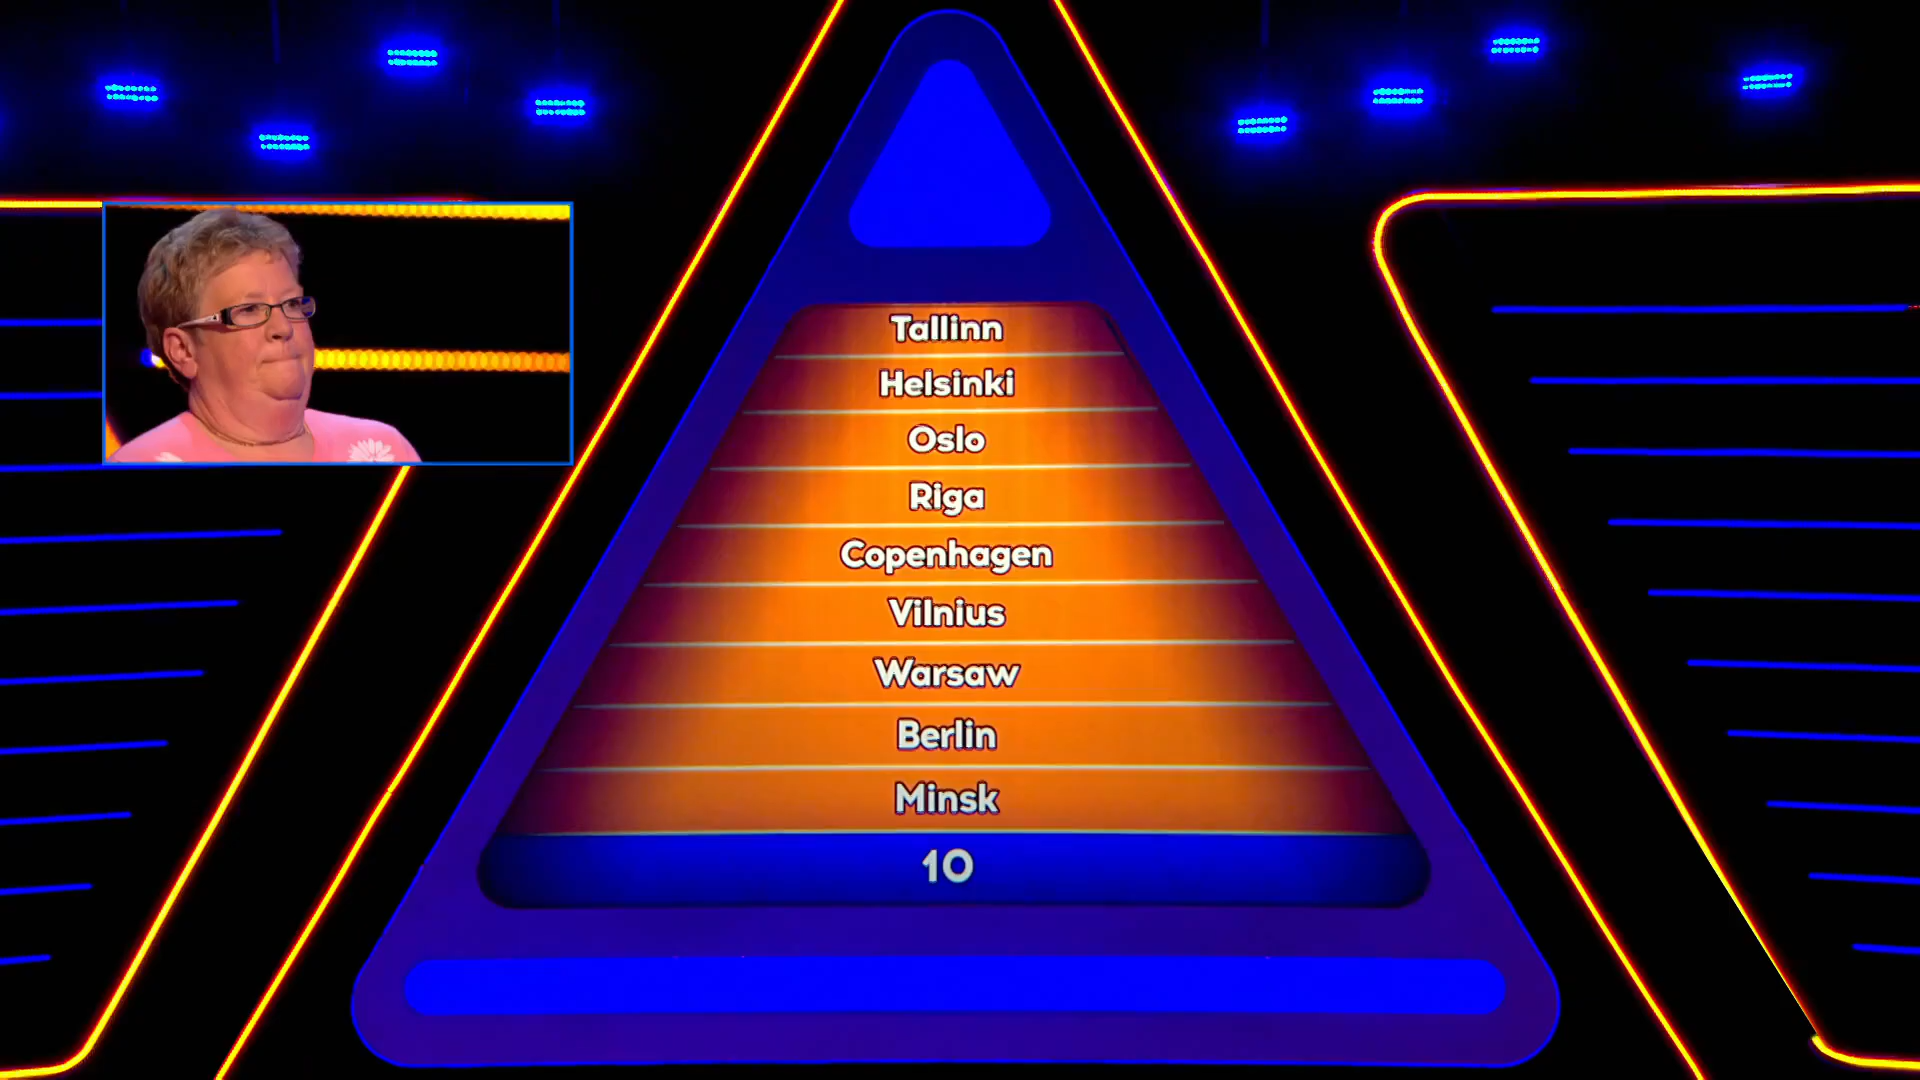 Tallinn
Helsinki
Oslo
Riga
Copenhagen
Vilnius
Warsaw
Berlin
Minsk
10